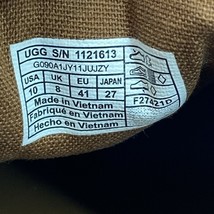 UGG S/N 1121613
G090A1JY11JUJZY
USA UK EU JAPAN
10 8 41 27
Made in Vietnam
Fabriqué en Vietnam
Hecho en Vietnam
F27421D